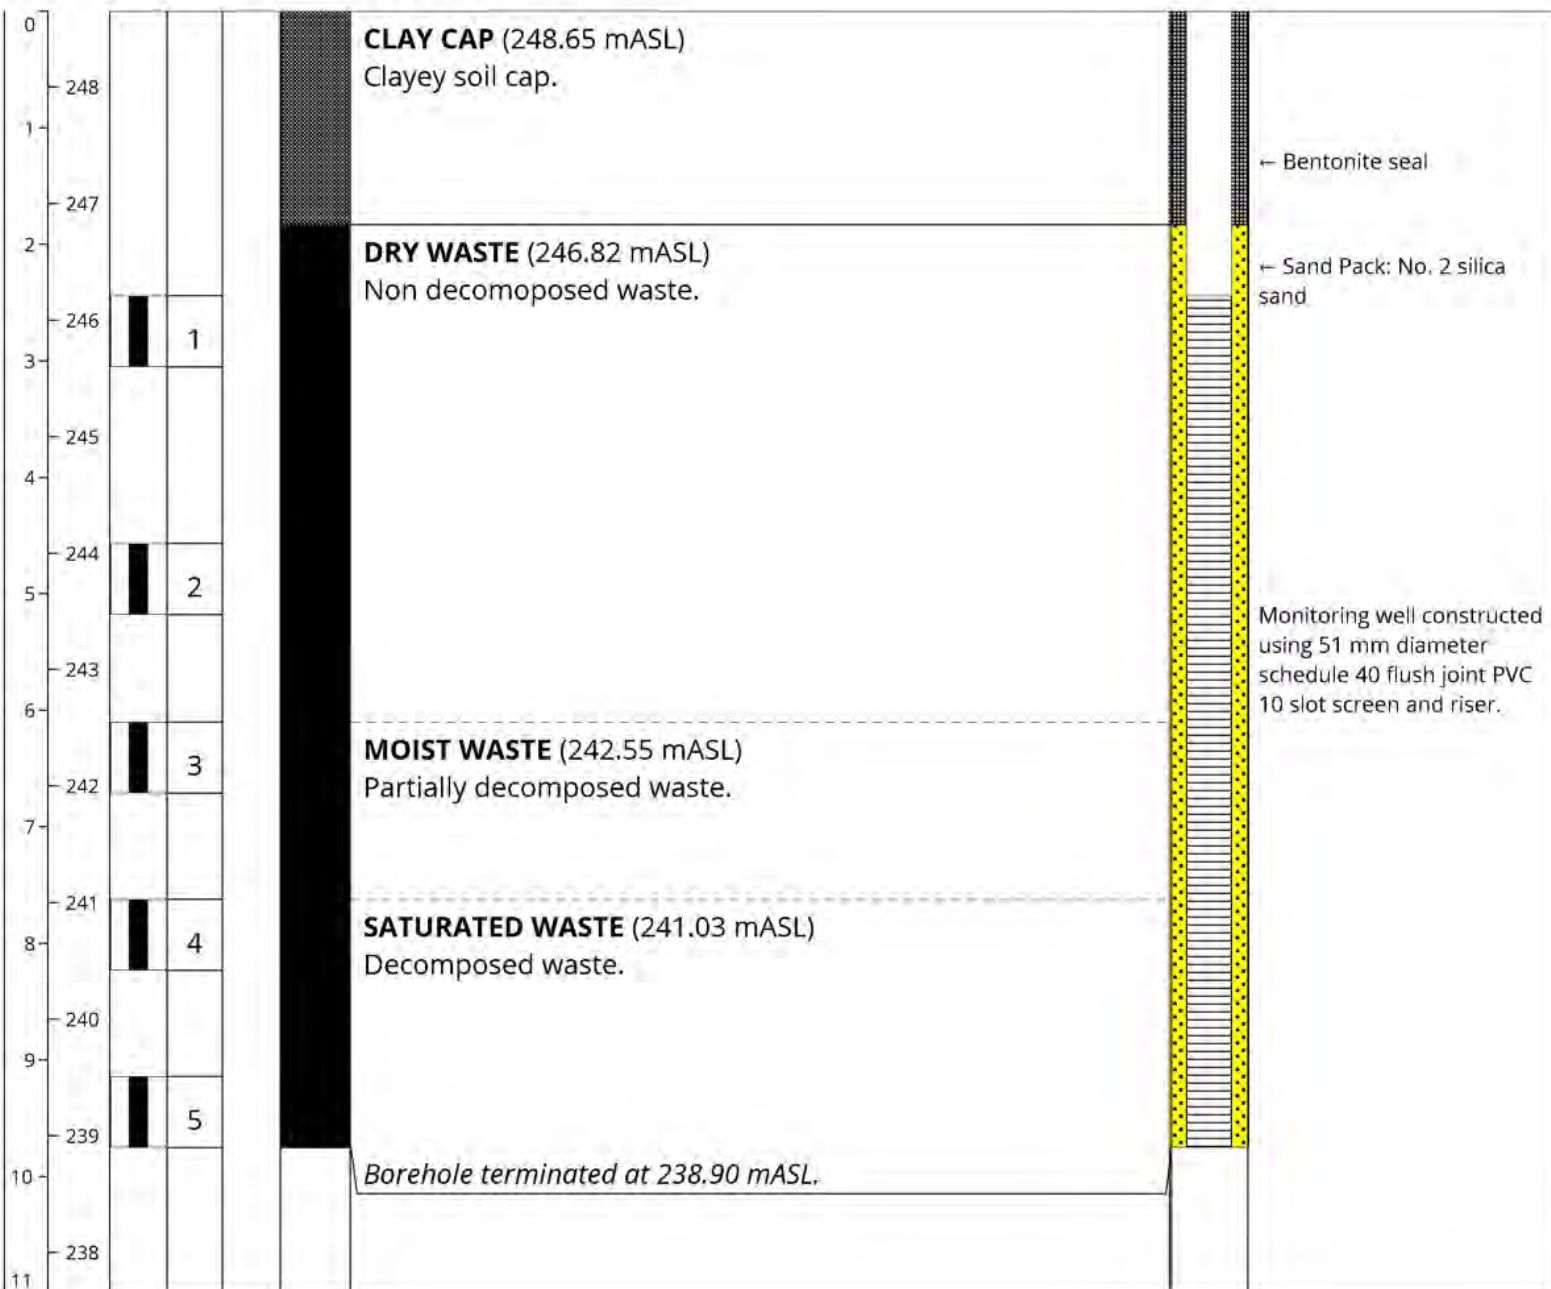 0
CLAY CAP (248.65 mASL)
Clayey soil cap.
248
1
← Bentonite seal
247
2
DRY WASTE (246.82 mASL)
Non decomoposed waste.
← Sand Pack: No. 2 silica
sand
246
1
3
245
4
244
2
5
Monitoring well constructed
using 51 mm diameter
schedule 40 flush joint PVC
10 slot screen and riser.
243
6
MOIST WASTE (242.55 mASL)
Partially decomposed waste.
3
242
7
241
SATURATED WASTE (241.03 mASL)
Decomposed waste.
4
8
240
9
5
239
Borehole terminated at 238.90 mASL.
10
238
11